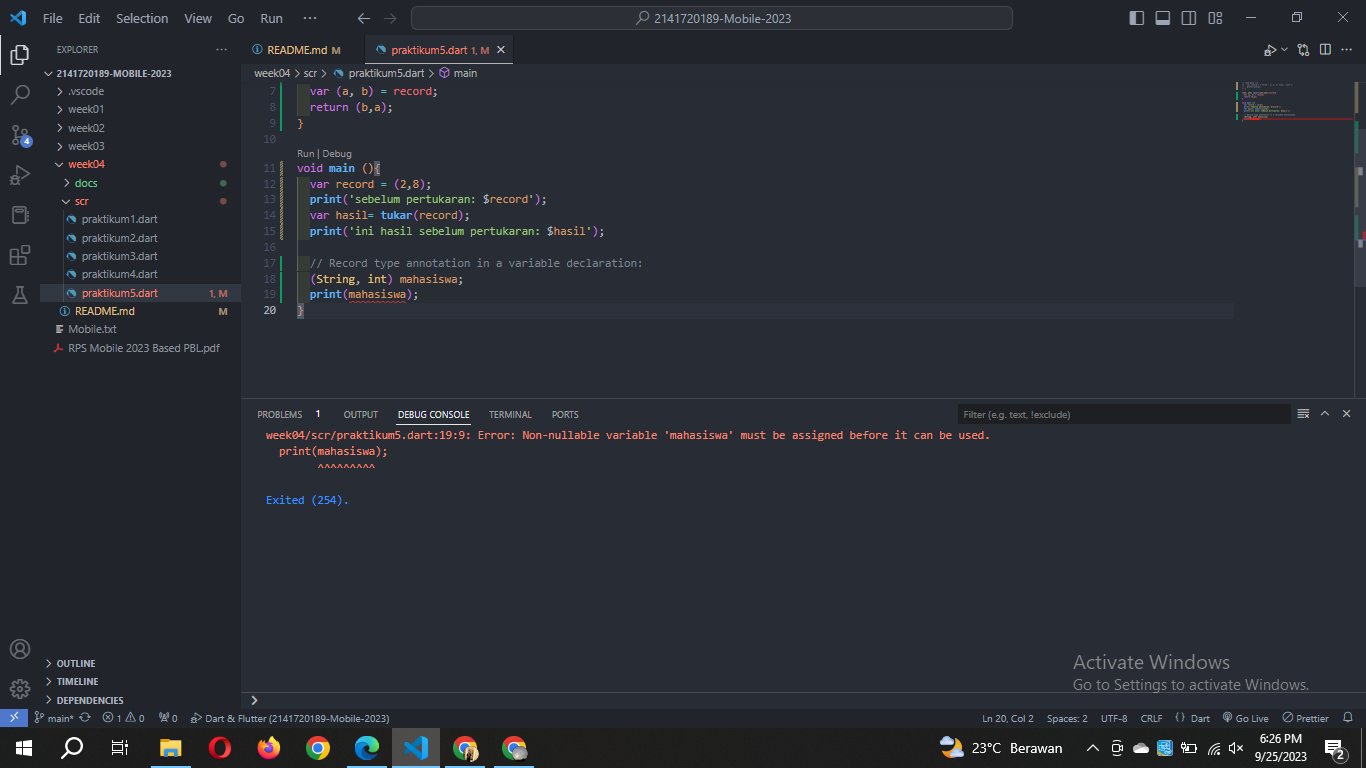 File Edit Selection View Go Run ··· 2141720189-Mobile-2023
EXPLORER ···
2141720189-MOBILE-2023
.vscode
week01
week02
week03
week04
docs
scr
praktikum1.dart
praktikum2.dart
praktikum3.dart
praktikum4.dart
praktikum5.dart 1, M
README.md M
Mobile.txt
RPS Mobile 2023 Based PBL.pdf
OUTLINE
TIMELINE
DEPENDENCIES
4
README.md M praktikum5.dart 1, M
week04 > scr > praktikum5.dart > main
7 var (a, b) = record;
8 return (b,a);
9 }
10
Run | Debug
11 void main (){
12 var record = (2,8);
13 print('sebelum pertukaran: $record');
14 var hasil= tukar(record);
15 print('ini hasil sebelum pertukaran: $hasil');
16
17 // Record type annotation in a variable declaration:
18 (String, int) mahasiswa;
19 print(mahasiswa);
20 }
PROBLEMS 1 OUTPUT DEBUG CONSOLE TERMINAL PORTS Filter (e.g. text, !exclude)
week04/scr/praktikum5.dart:19:9: Error: Non-nullable variable 'mahasiswa' must be assigned before it can be used.
print(mahasiswa);
^^^^^^^^^
Exited (254).
Activate Windows
Go to Settings to activate Windows.
main* 1 0 0 Dart & Flutter (2141720189-Mobile-2023) Ln 20, Col 2 Spaces: 2 UTF-8 CRLF {} Dart Go Live Prettier
23°C Berawan 6:26 PM
9/25/2023
2